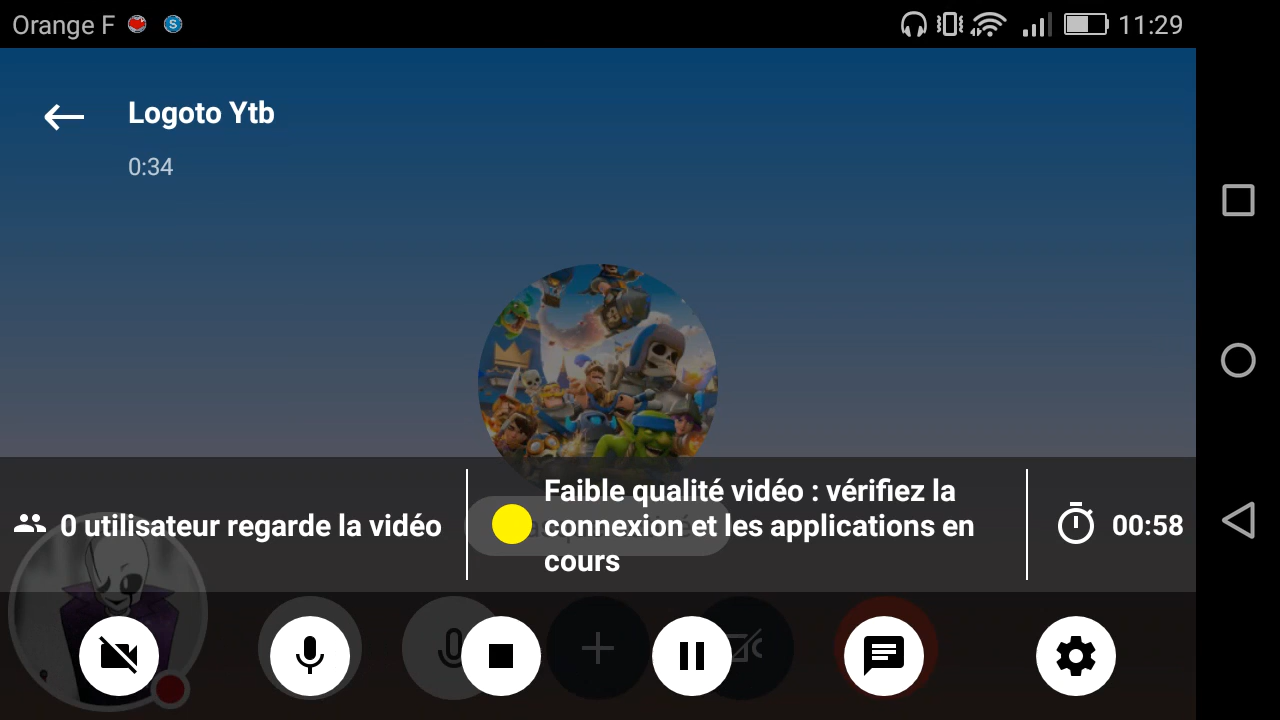 Orange F
S
11:29
Logoto Ytb
0:34
0 utilisateur regarde la vidéo
Faible qualité vidéo : vérifiez la
connexion et les applications en
cours
00:58